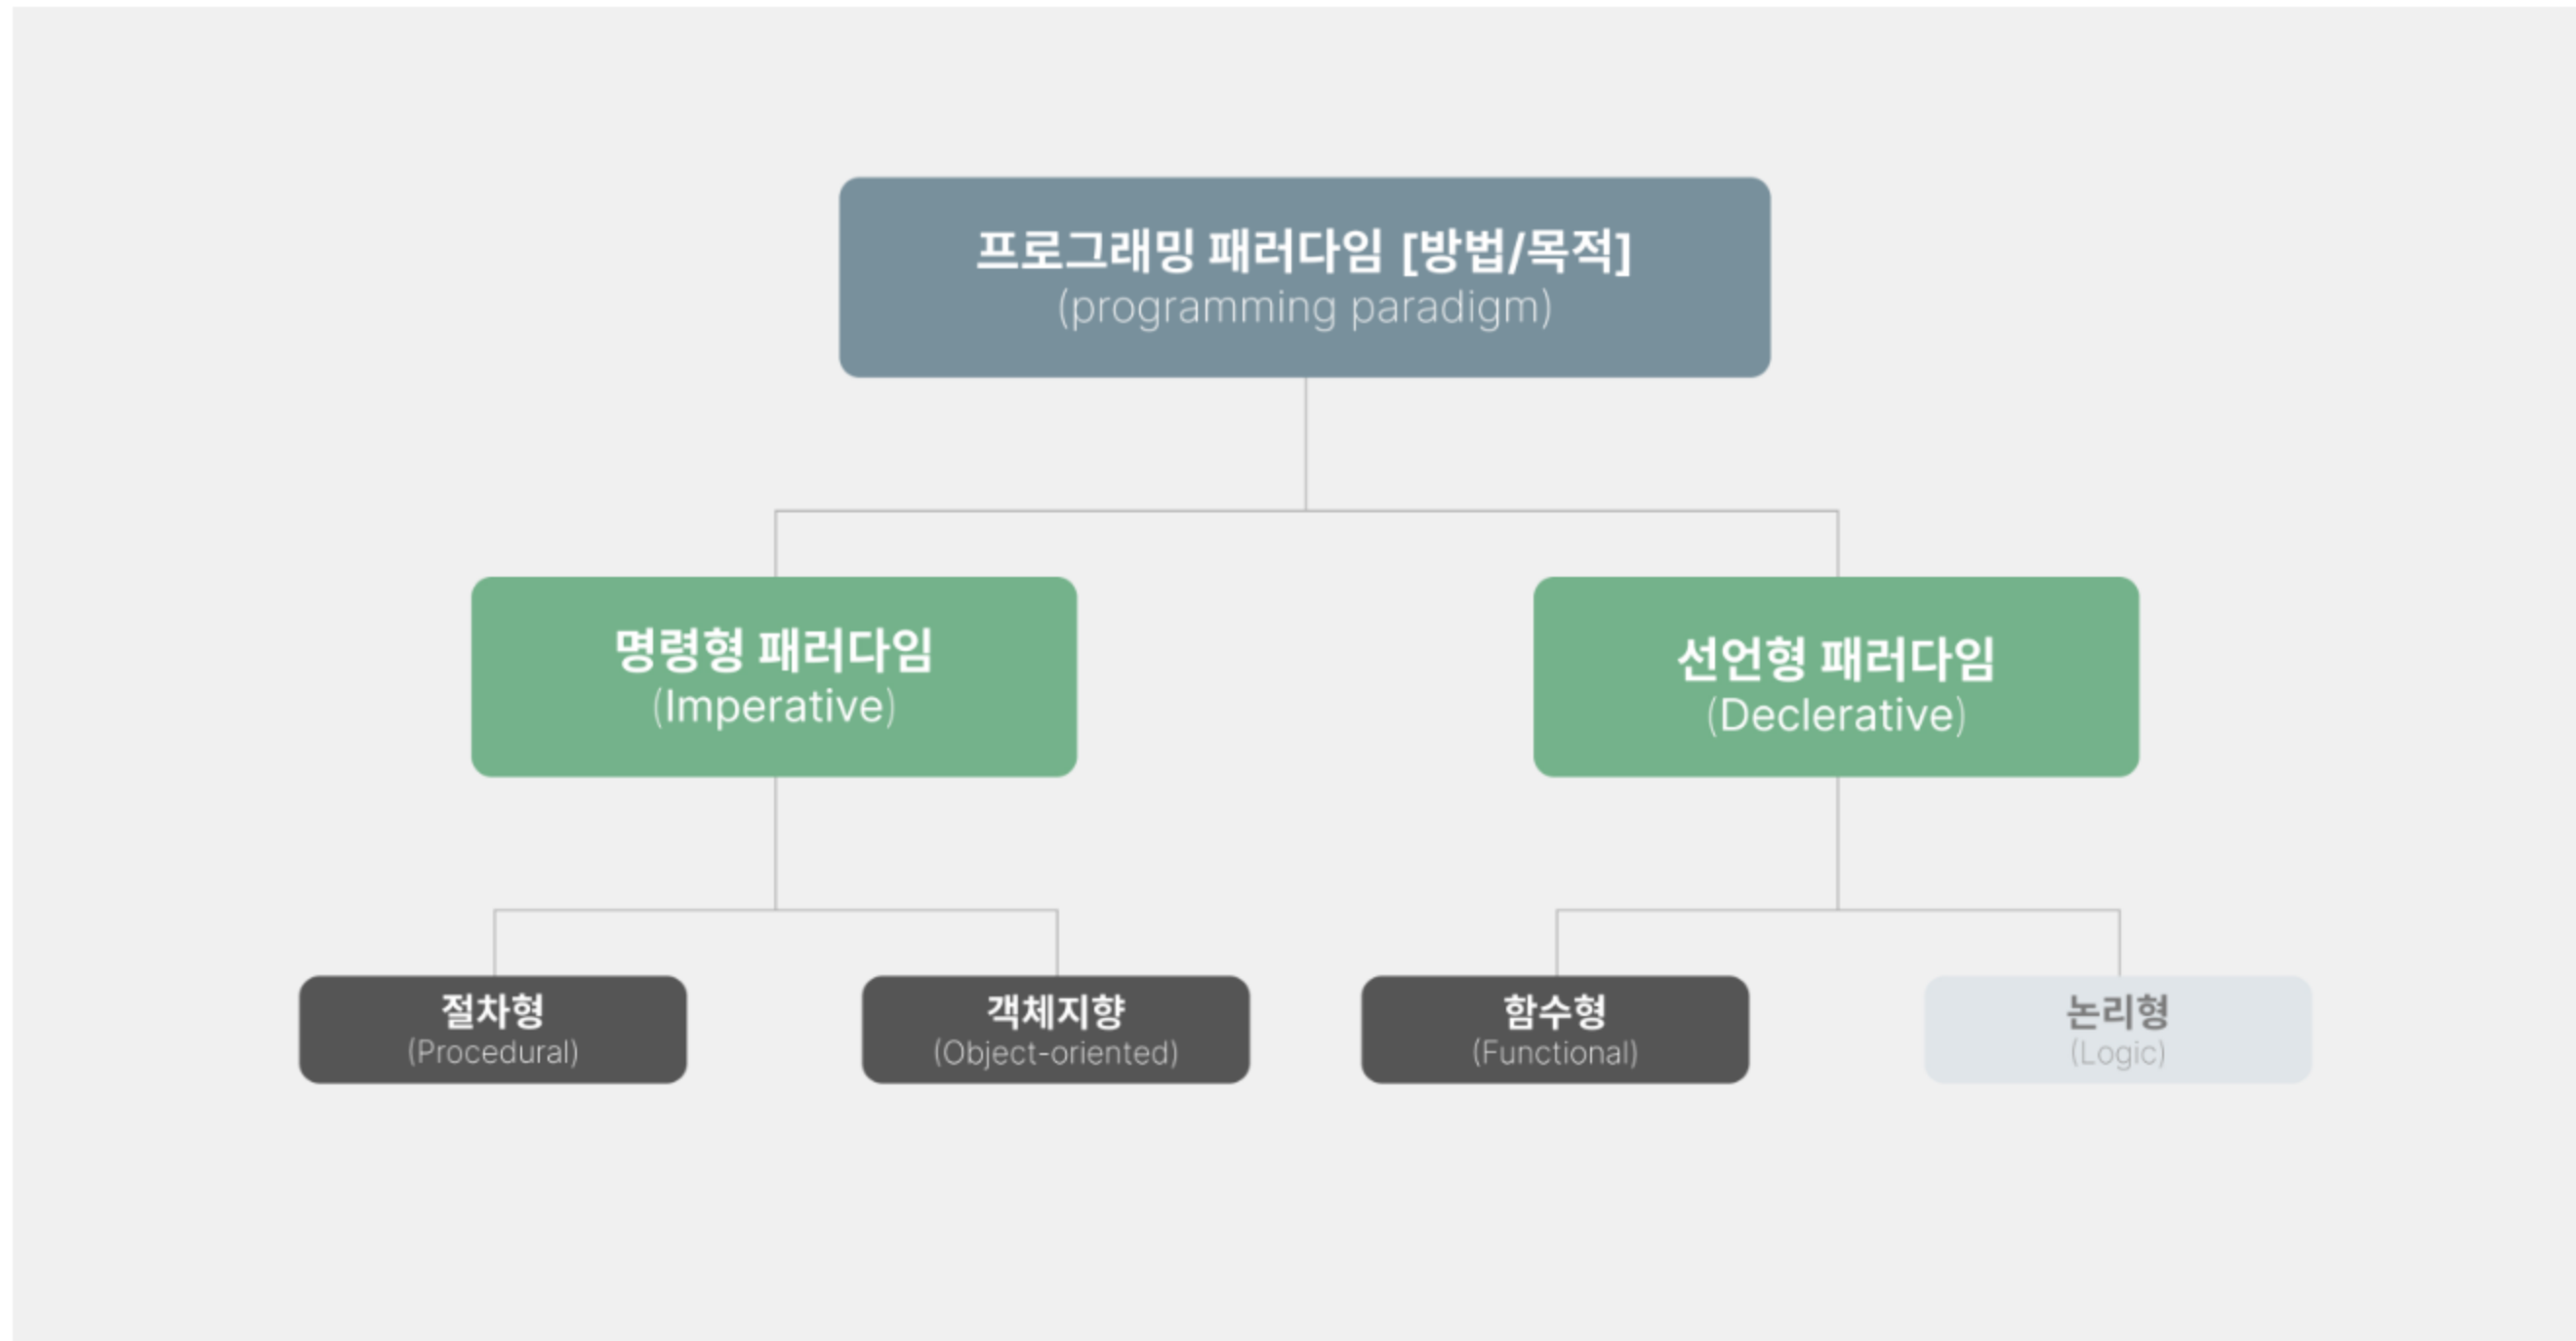 프로그래밍 패러다임 [방법/목적]
(programming paradigm)
명령형 패러다임
(Imperative)
선언형 패러다임
(Declerative)
절차형
(Procedural)
객체지향
(Object-oriented)
함수형
(Functional)
논리형
(Logic)